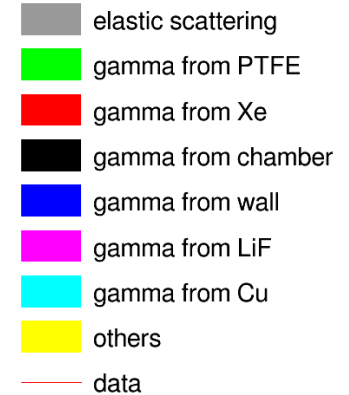 elastic scattering
gamma from PTFE
gamma from Xe
gamma from chamber
gamma from wall
gamma from LiF
gamma from Cu
others
data